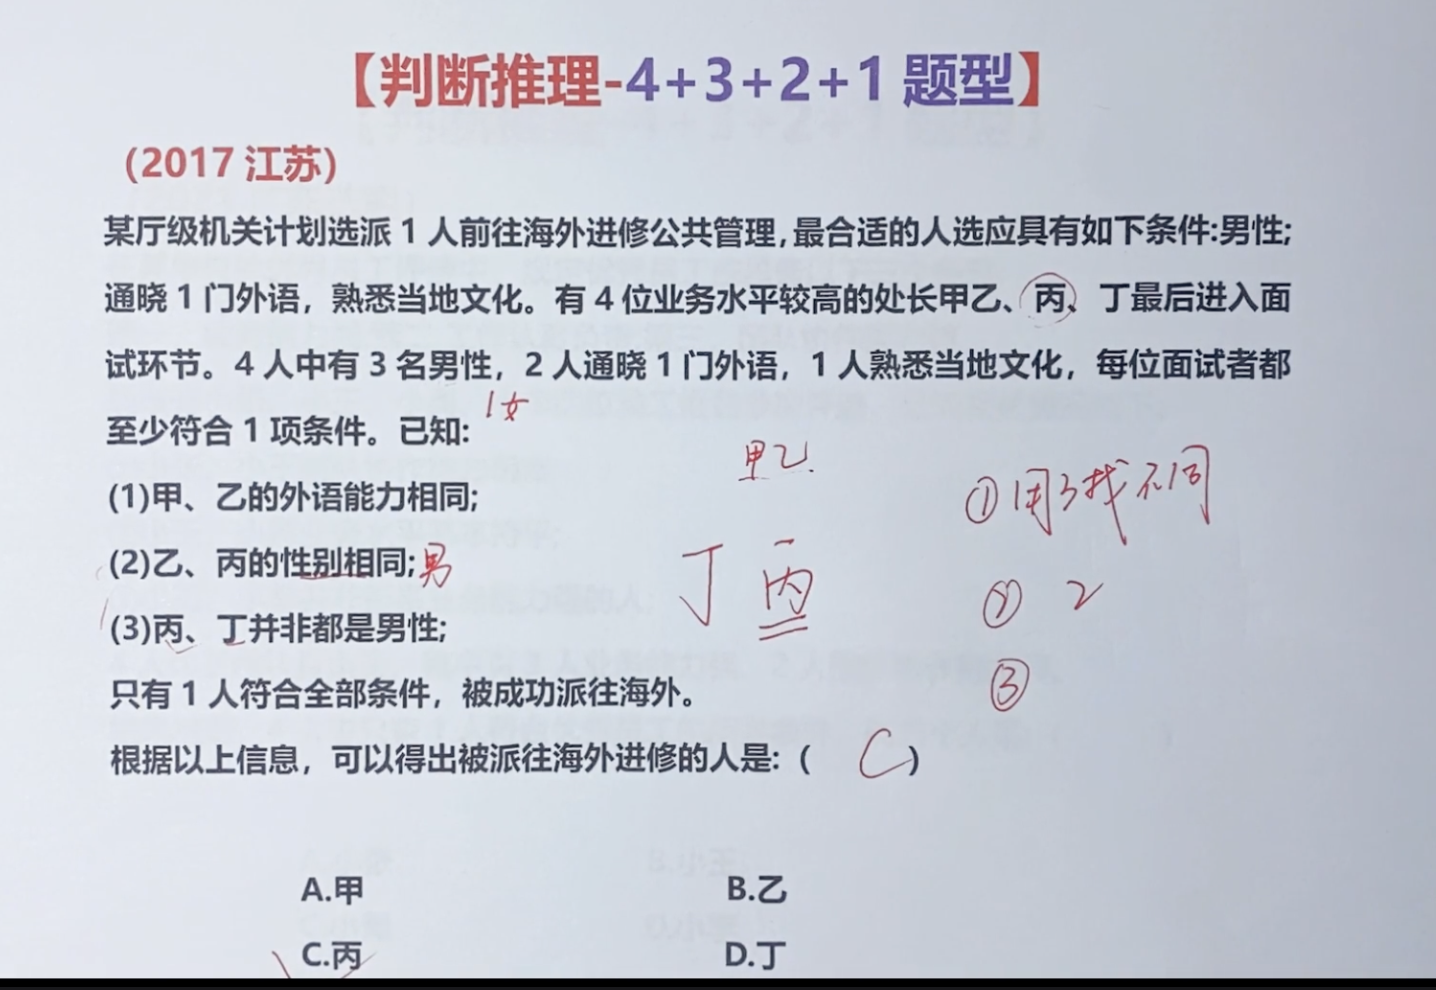 【判断推理-4+3+2+1 题型】
（2017 江苏）
某厅级机关计划选派 1 人前往海外进修公共管理,最合适的人选应具有如下条件:男性;
通晓 1 门外语，熟悉当地文化。有 4 位业务水平较高的处长甲乙、丙、丁最后进入面
试环节。4 人中有 3 名男性，2 人通晓 1 门外语，1 人熟悉当地文化，每位面试者都
1女
至少符合 1 项条件。已知:
甲乙.
(1)甲、乙的外语能力相同;
①用3找不同
(2)乙、丙的性别相同;男
丁 丙
② 2
(3)丙、丁并非都是男性;
只有 1 人符合全部条件，被成功派往海外。
③
根据以上信息，可以得出被派往海外进修的人是:（ C ）
A.甲 B.乙
C.丙 D.丁